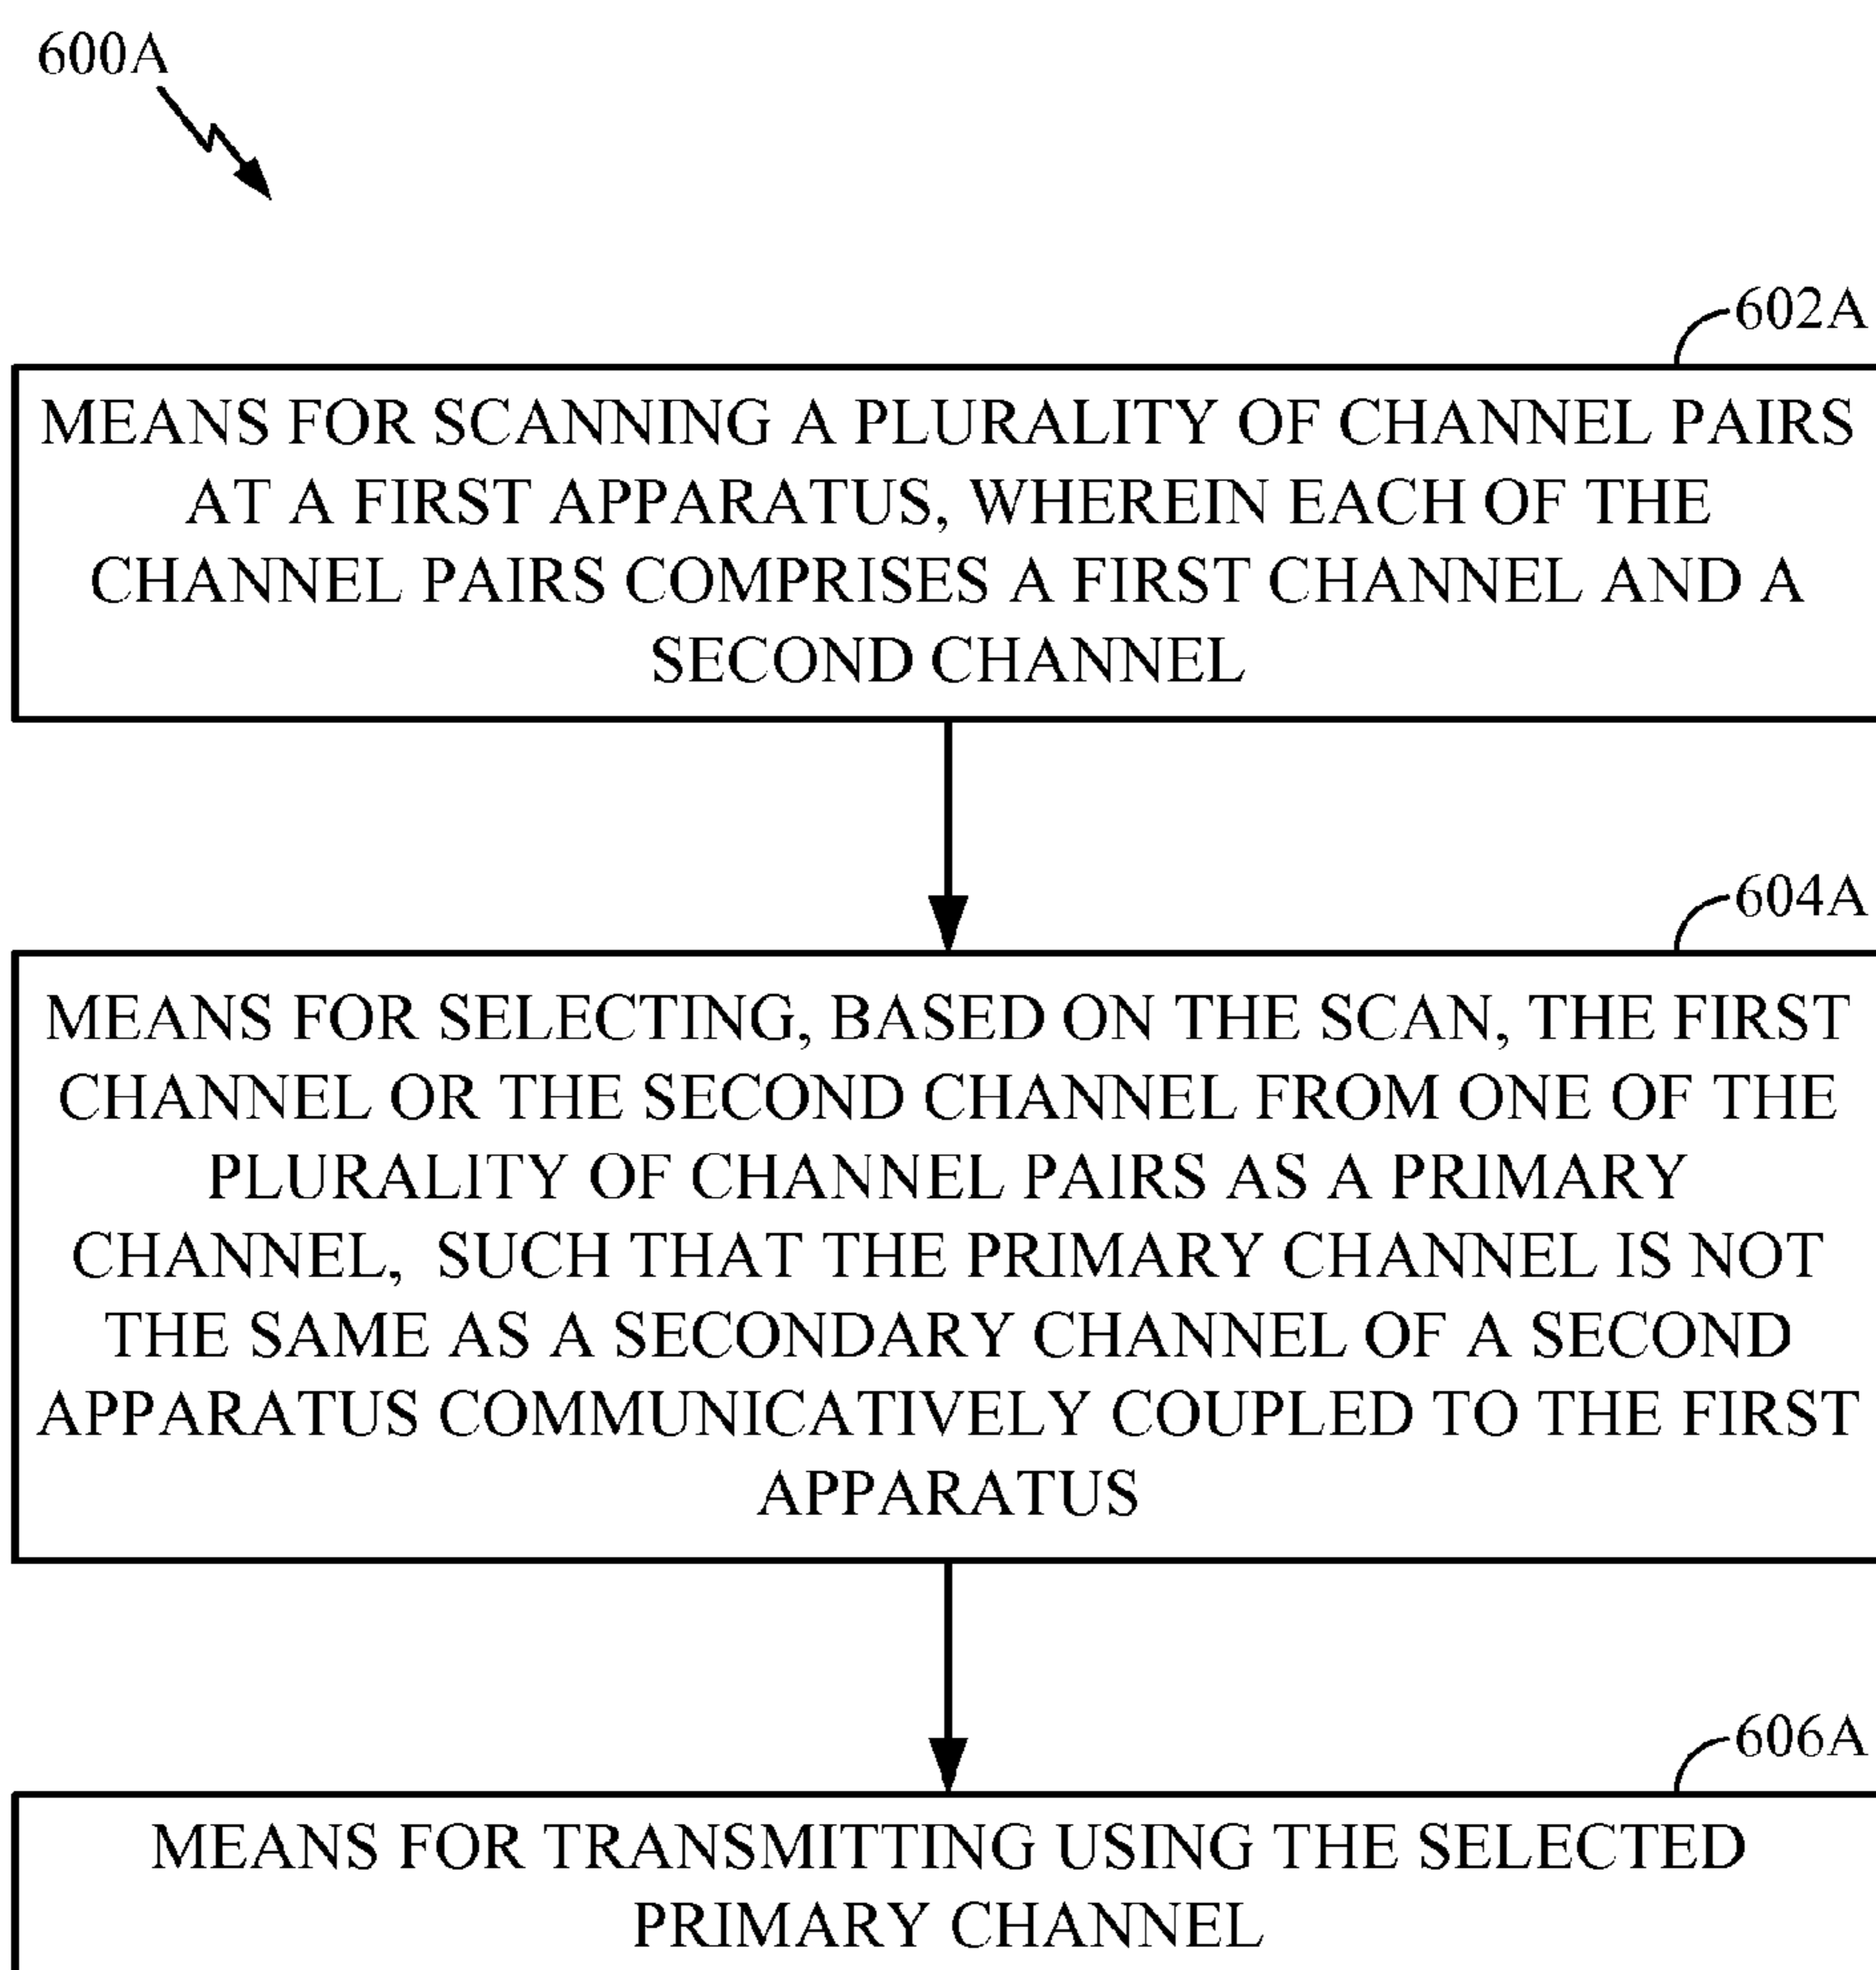 600A
602A
MEANS FOR SCANNING A PLURALITY OF CHANNEL PAIRS
AT A FIRST APPARATUS, WHEREIN EACH OF THE
CHANNEL PAIRS COMPRISES A FIRST CHANNEL AND A
SECOND CHANNEL
604A
MEANS FOR SELECTING, BASED ON THE SCAN, THE FIRST
CHANNEL OR THE SECOND CHANNEL FROM ONE OF THE
PLURALITY OF CHANNEL PAIRS AS A PRIMARY
CHANNEL, SUCH THAT THE PRIMARY CHANNEL IS NOT
THE SAME AS A SECONDARY CHANNEL OF A SECOND
APPARATUS COMMUNICATIVELY COUPLED TO THE FIRST
APPARATUS
606A
MEANS FOR TRANSMITTING USING THE SELECTED
PRIMARY CHANNEL